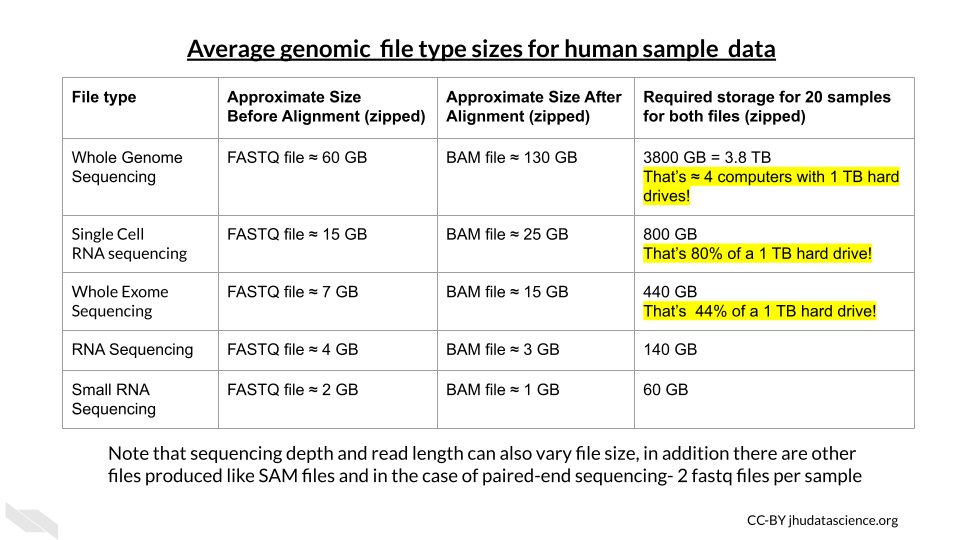 Average genomic file type sizes for human sample data
File type
Approximate Size
Before Alignment (zipped)
Approximate Size After
Alignment (zipped)
Required storage for 20 samples
for both files (zipped)
Whole Genome
Sequencing
FASTQ file ≈ 60 GB
BAM file ≈ 130 GB
3800 GB = 3.8 TB
That's ≈ 4 computers with 1 TB hard
drives!
Single Cell
RNA sequencing
FASTQ file ≈ 15 GB
BAM file ≈ 25 GB
800 GB
That's 80% of a 1 TB hard drive!
Whole Exome
Sequencing
FASTQ file ≈ 7 GB
BAM file ≈ 15 GB
440 GB
That's 44% of a 1 TB hard drive!
RNA Sequencing
FASTQ file ≈ 4 GB
BAM file ≈ 3 GB
140 GB
Small RNA
Sequencing
FASTQ file ≈ 2 GB
BAM file ≈ 1 GB
60 GB
Note that sequencing depth and read length can also vary file size, in addition there are other
files produced like SAM files and in the case of paired-end sequencing- 2 fastq files per sample
CC-BY jhudatascience.org